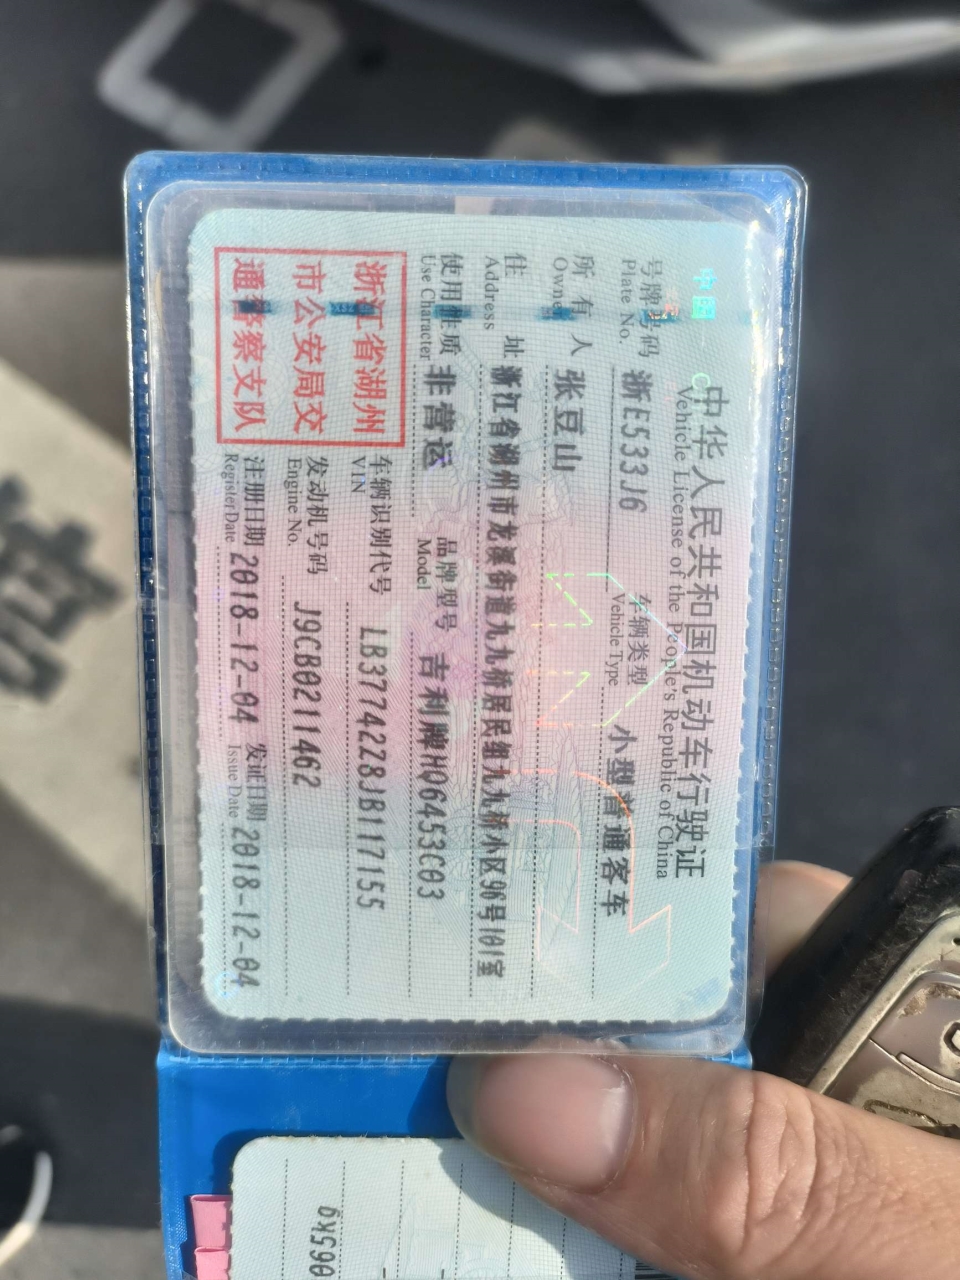 中国
中华人民共和国机动车行驶证
Vehicle License of the People's Republic of China
号牌号码 浙E533J6 车辆类型 小型普通客车
Plate No. Vehicle Type
所有人 张豆山
Owner
住址 浙江省湖州市龙溪街道九九桥居民组九九桥小区96号101室
Address
使用性质 非营运 品牌型号 吉利牌HQ6453C03
Use Character Model
浙江省湖州
市公安局交
通警察支队
车辆识别代号 LB37742Z8JB117155
VIN
发动机号码 J9CB0211462
Engine No.
注册日期 2018-12-04 发证日期 2018-12-04
Register Date Issue Date